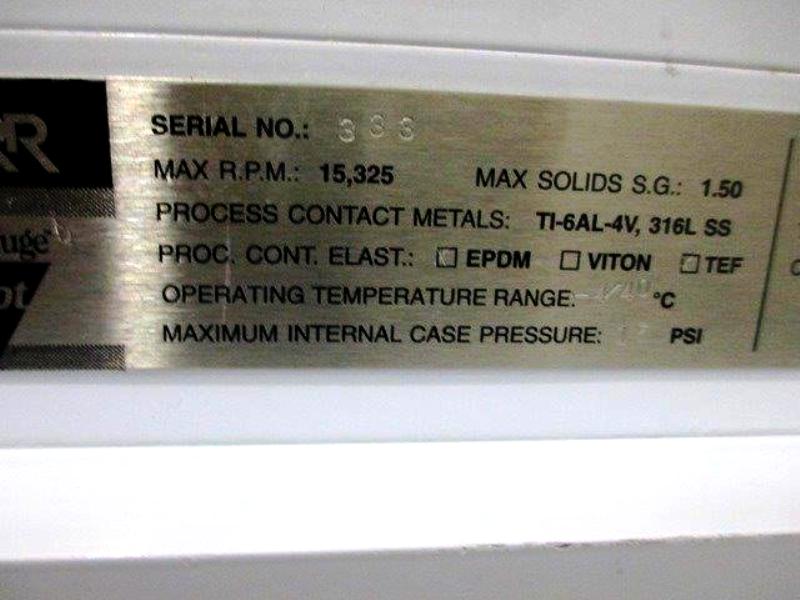 R
SERIAL NO.: 333
MAX R.P.M.: 15,325 MAX SOLIDS S.G.: 1.50
PROCESS CONTACT METALS: TI-6AL-4V, 316L SS
uge
PROC. CONT. ELAST.: EPDM VITON TEF
OPERATING TEMPERATURE RANGE: °C
MAXIMUM INTERNAL CASE PRESSURE: PSI